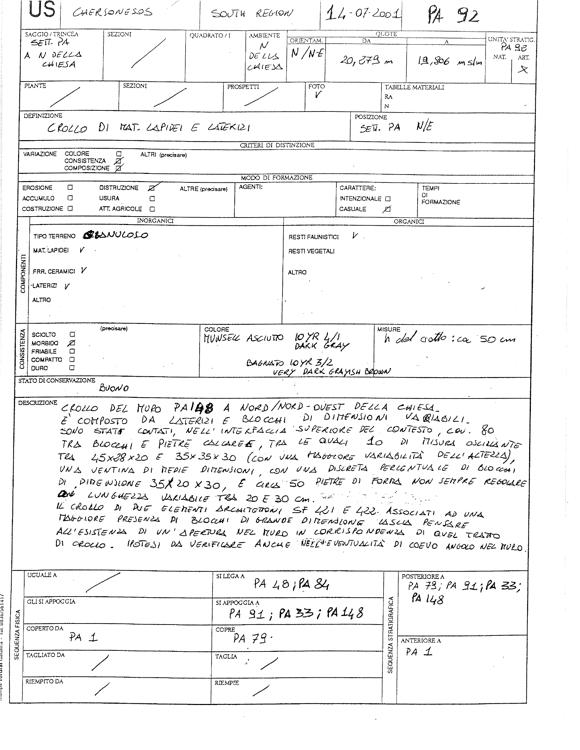 US CHERSONESOS SOUTH REGION 14-07-2001 PA 92
SAGGIO / TRINCEA SEZIONI QUADRATO / I AMBIENTE ORIENTAM. QUOTE UNITA' STRATIG.
DA A NAT. ART.
SETT. PA
A N DELLA
CHIESA
N
DELLA
CHIESA
N/N-E 20,279 m 19,806 m s/m PA 92
X
PIANTE SEZIONI PROSPETTI FOTO TABELLE MATERIALI
V RA
N
DEFINIZIONE POSIZIONE
CROLLO DI MAT. LAPIDEI E LATERIZI SETT. PA N/E
CRITERI DI DISTINZIONE
VARIAZIONE COLORE ALTRI (precisare)
CONSISTENZA
COMPOSIZIONE
MODO DI FORMAZIONE
EROSIONE DISTRUZIONE ALTRE (precisare) AGENTI: CARATTERE: TEMPI
ACCUMULO USURA INTENZIONALE DI
COSTRUZIONE ATT. AGRICOLE CASUALE FORMAZIONE
COMPONENTI
INORGANICI ORGANICI
TIPO TERRENO GRANULOSO RESTI FAUNISTICI V
MAT. LAPIDEI V RESTI VEGETALI
FRR. CERAMICI V ALTRO
LATERIZI V
ALTRO
CONSISTENZA
(precisare) COLORE MISURE
SCIOLTO
MORBIDO
FRIABILE
COMPATTO
DURO
MUNSELL ASCIUTTO 10YR 4/1
DARK GRAY
BAGNATO 10YR 3/2
VERY DARK GRAYISH BROWN
h del crollo: ca 50 cm
STATO DI CONSERVAZIONE
BUONO
DESCRIZIONE
CROLLO DEL MURO PA148 A NORD/NORD-OVEST DELLA CHIESA.
È COMPOSTO DA LATERIZI E BLOCCHI DI DIMENSIONI VARIABILI.
SONO STATI CONTATI, NELL'INTERFACCIA SUPERIORE DEL CONTESTO, CON. 80
TRA BLOCCHI E PIETRE CALCAREE, TRA LE QUALI 10 DI MISURA OSCILLANTE
TRA 45x28x20 E 35x35x30 (CON UNA MAGGIORE VARIABILITÀ DELL'ALTEZZA),
UNA VENTINA DI MEDIE DIMENSIONI, CON UNA DISCRETA PERCENTUALE DI BLOCCHI
DI DIMENSIONE 35x20x30, E CIRCA 50 PIETRE DI FORMA NON SEMPRE REGOLARE
LUNGHEZZA VARIABILE TRA 20 E 30 cm.
IL CROLLO DI DUE ELEMENTI ARCHITETTONICI SF 421 E 422 ASSOCIATI AD UNA
MAGGIORE PRESENZA DI BLOCCHI DI GRANDE DIMENSIONE LASCIA PENSARE
ALL'ESISTENZA DI UN'APERTURA NEL MURO IN CORRISPONDENZA DI QUEL TRATTO
DI CROLLO. IPOTESI DA VERIFICARE ANCHE NELL'EVENTUALITÀ DI COEVO ANGOLO NEL MURO.
SEQUENZA FISICA
UGUALE A SI LEGA A
PA 48; PA 84
GLI SI APPOGGIA SI APPOGGIA A
PA 91; PA 33; PA 148
COPERTO DA COPRE
PA 1 PA 79
TAGLIATO DA TAGLIA
RIEMPITO DA RIEMPIE
SEQUENZA STRATIGRAFICA
POSTERIORE A
PA 79; PA 91; PA 33;
PA 148
ANTERIORE A
PA 1